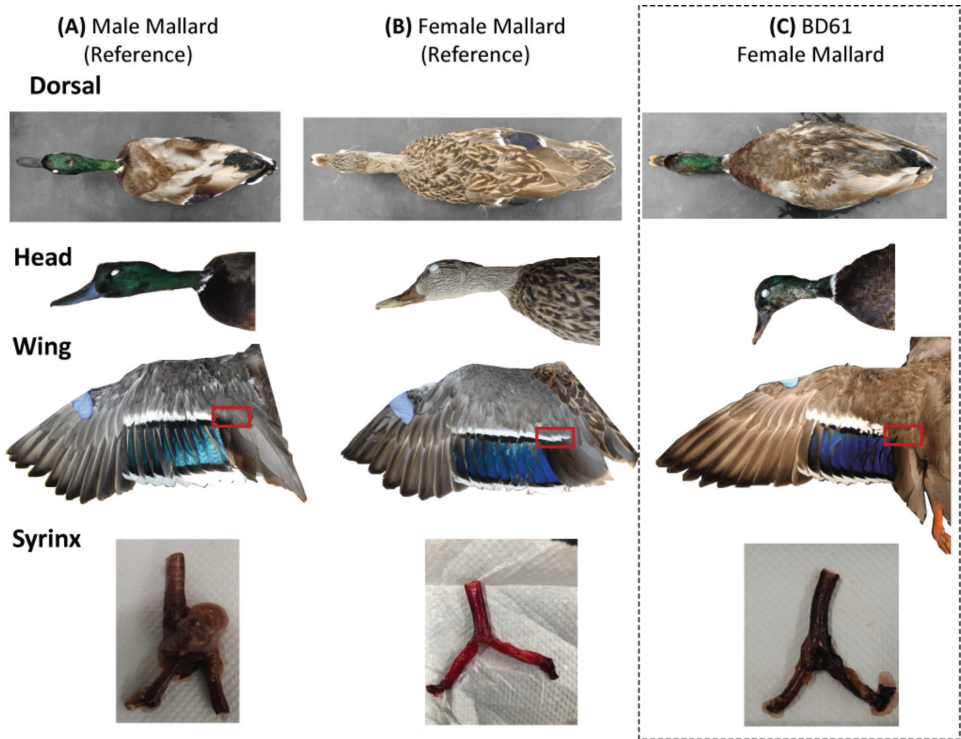 (A) Male Mallard
(Reference)
(B) Female Mallard
(Reference)
(C) BD61
Female Mallard
Dorsal
Head
Wing
Syrinx